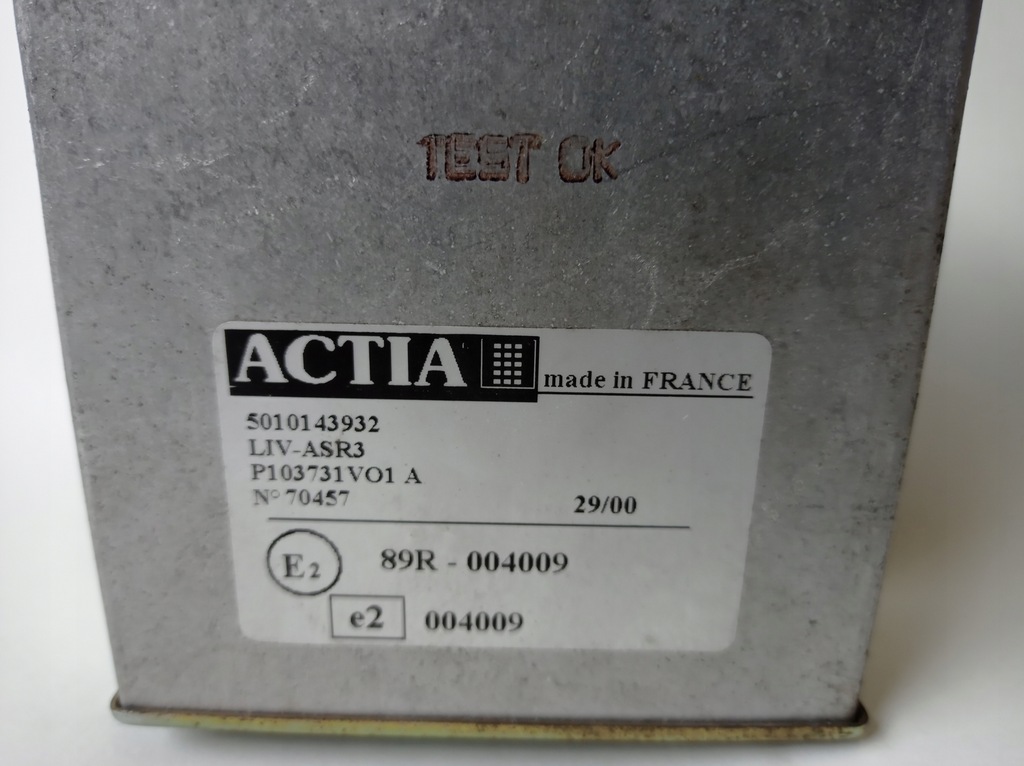 TEST OK
ACTIA made in FRANCE
5010143932
LIV-ASR3
P103731VO1 A
N° 70457 29/00
E2 89R - 004009
e2 004009